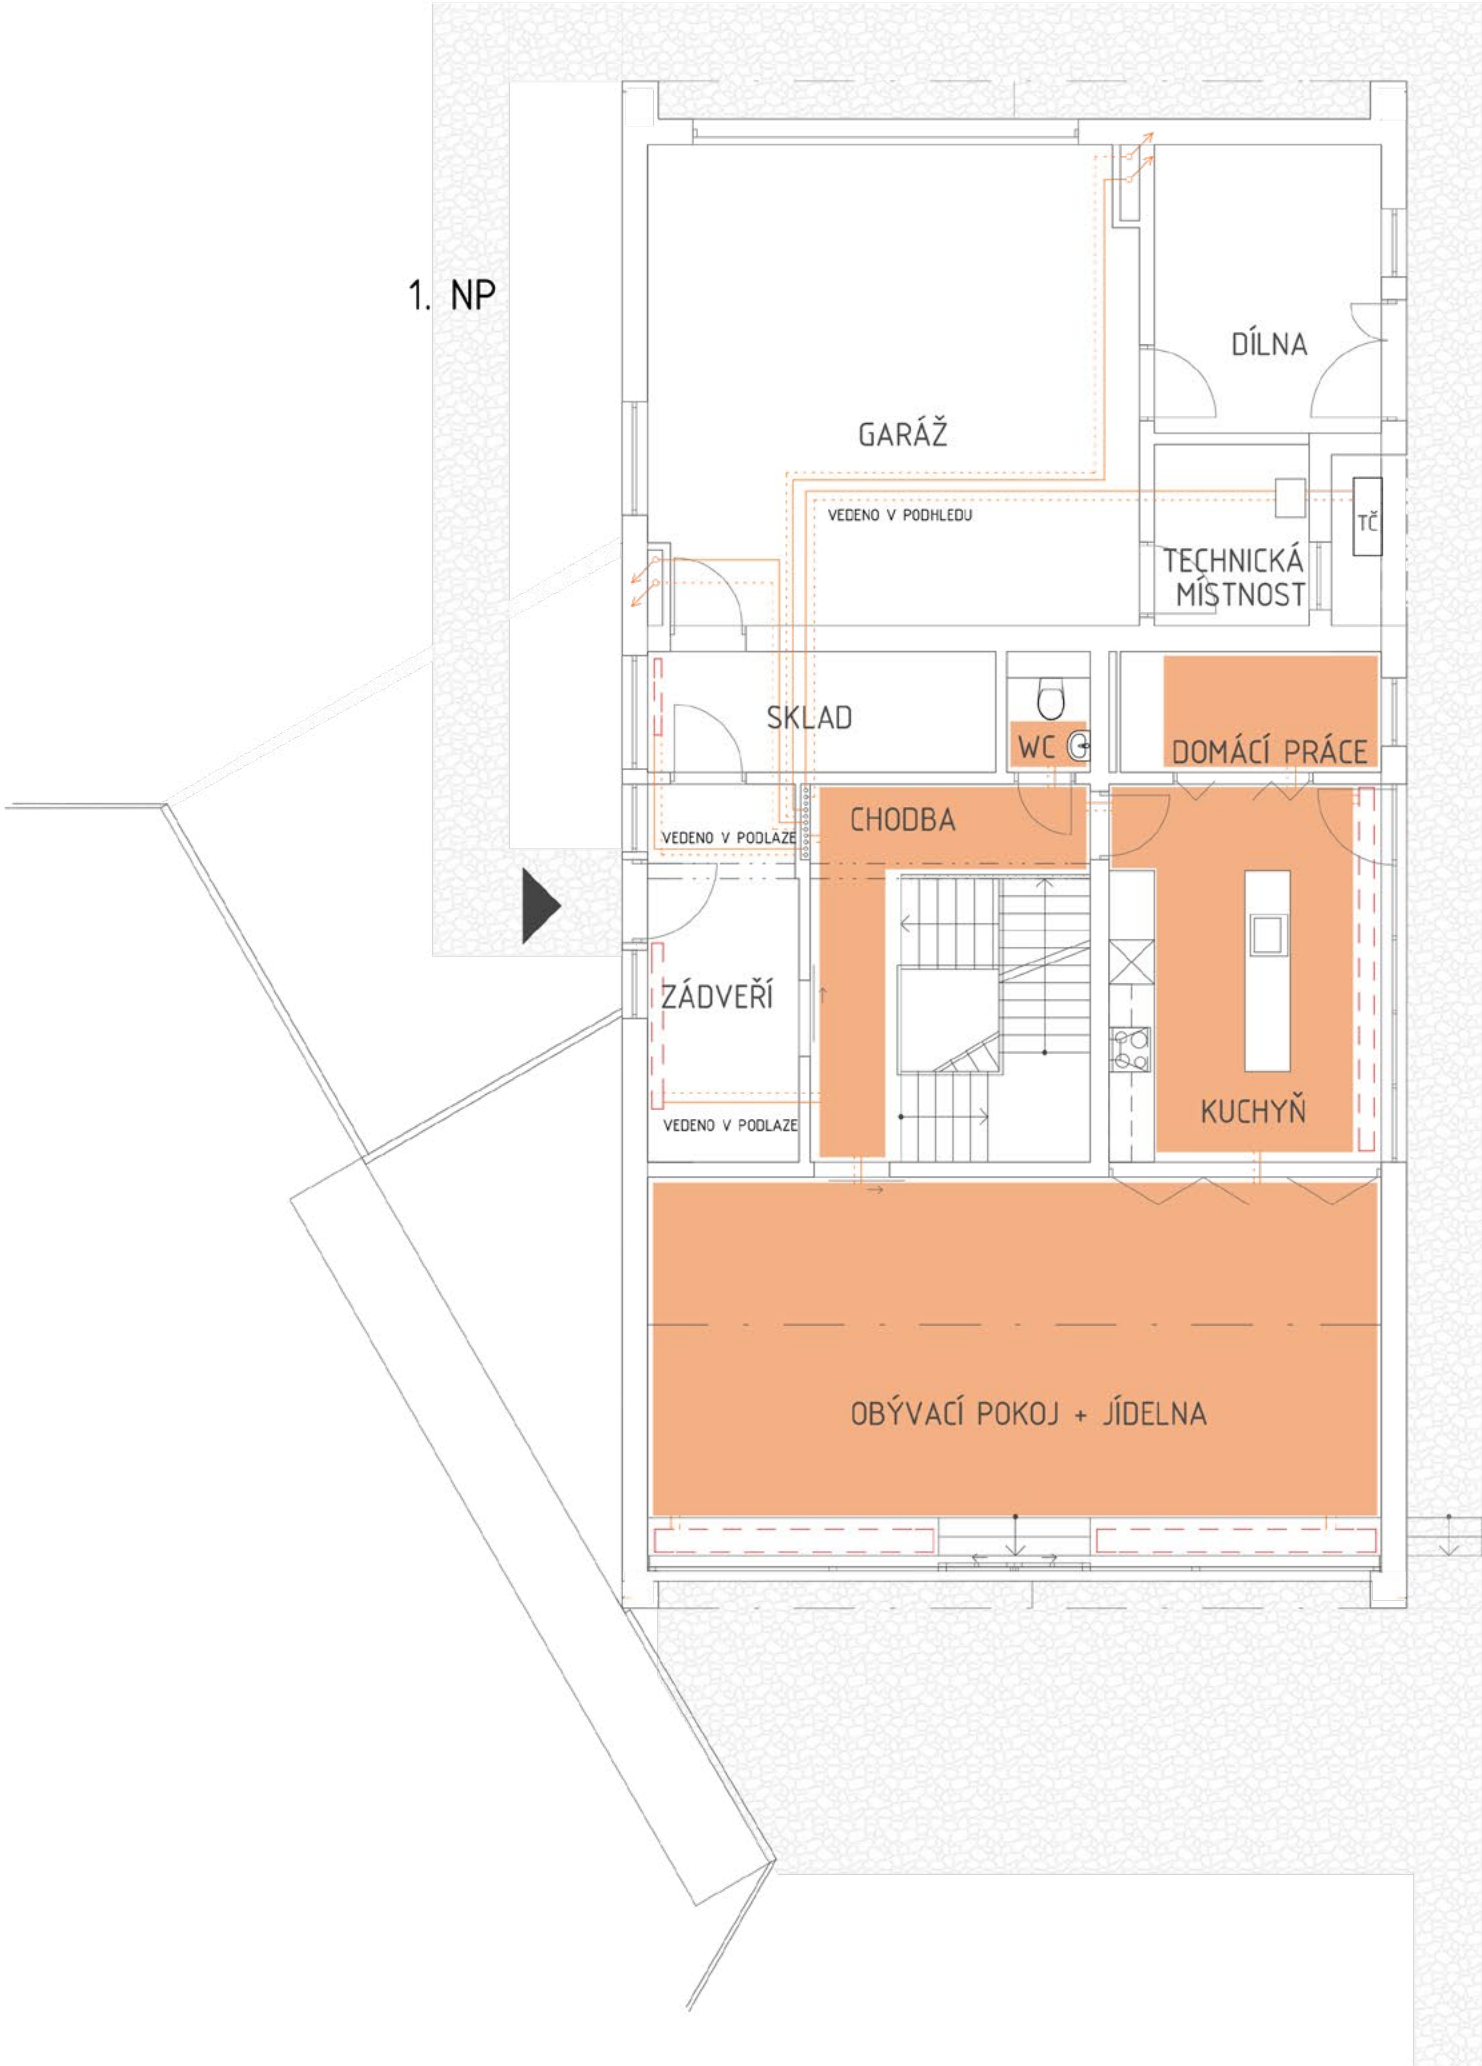 1. NP
DÍLNA
GARÁŽ
VEDENO V PODHLEDU
TČ
TECHNICKÁ
MÍSTNOST
SKLAD
WC
DOMÁCÍ PRÁCE
CHODBA
VEDENO V PODLAZE
ZÁDVEŘÍ
KUCHYŇ
VEDENO V PODLAZE
OBÝVACÍ POKOJ + JÍDELNA